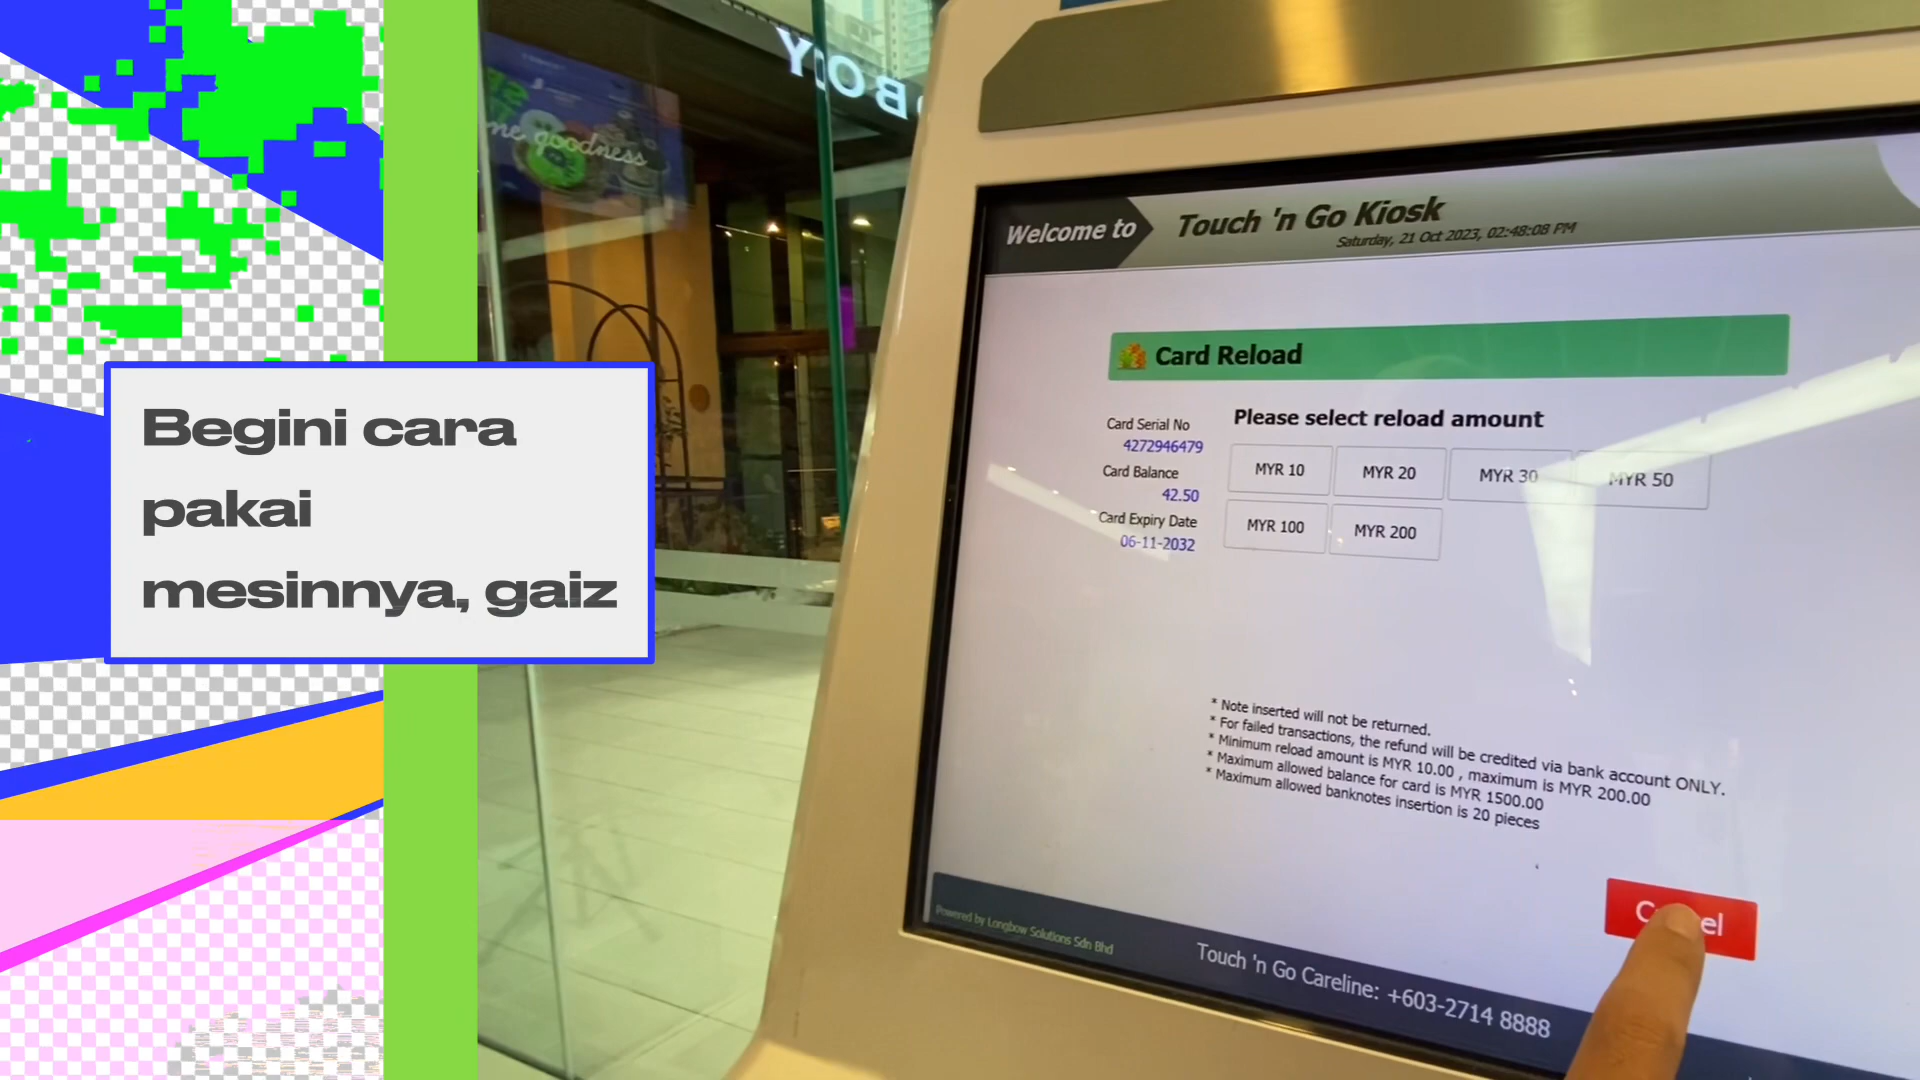 Begini cara
pakai
mesinnya, gaiz
BODY
me goodness
Welcome to
Touch 'n Go Kiosk
Saturday, 21 Oct 2023, 02:48:08 PM
Card Reload
Card Serial No
4272946479
Card Balance
42.50
Card Expiry Date
06-11-2032
Please select reload amount
MYR 10
MYR 20
MYR 30
MYR 50
MYR 100
MYR 200
* Note inserted will not be returned.
* For failed transactions, the refund will be credited via bank account ONLY.
* Minimum reload amount is MYR 10.00 , maximum is MYR 200.00
* Maximum allowed balance for card is MYR 1500.00
* Maximum allowed banknotes insertion is 20 pieces
Cancel
Powered by Longbow Solutions Sdn Bhd
Touch 'n Go Careline: +603-2714 8888